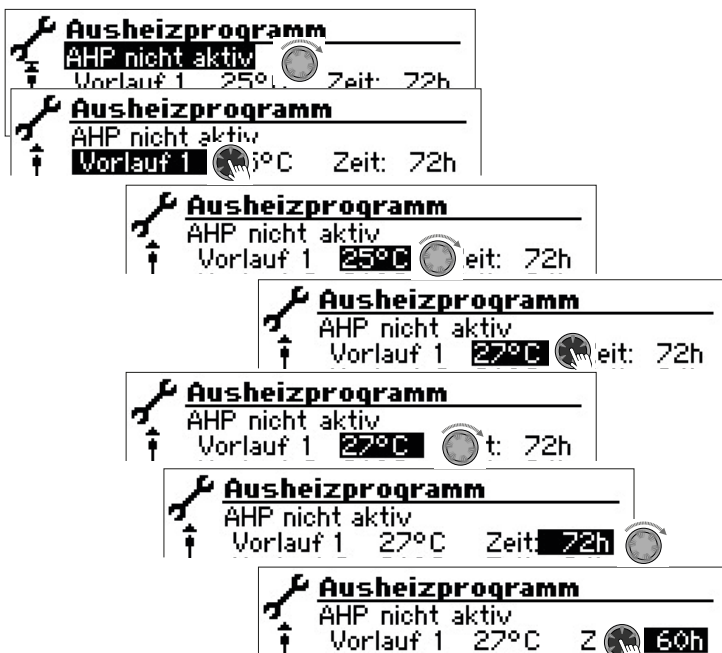 Ausheizprogramm
AHP nicht aktiv
Vorlauf 1 25° Zeit: 72h
Ausheizprogramm
AHP nicht aktiv
Vorlauf 1 5°C Zeit: 72h
Ausheizprogramm
AHP nicht aktiv
Vorlauf 1 25°C eit: 72h
Ausheizprogramm
AHP nicht aktiv
Vorlauf 1 27°C eit: 72h
Ausheizprogramm
AHP nicht aktiv
Vorlauf 1 27°C t: 72h
Ausheizprogramm
AHP nicht aktiv
Vorlauf 1 27°C Zeit: 72h
Ausheizprogramm
AHP nicht aktiv
Vorlauf 1 27°C Z 60h